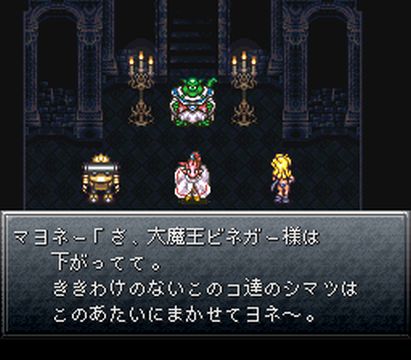 マヨネー「さ、大魔王ビネガー様は
下がってて。
ききわけのないこのコ達のシマツは
このあたいにまかせてヨネ〜。